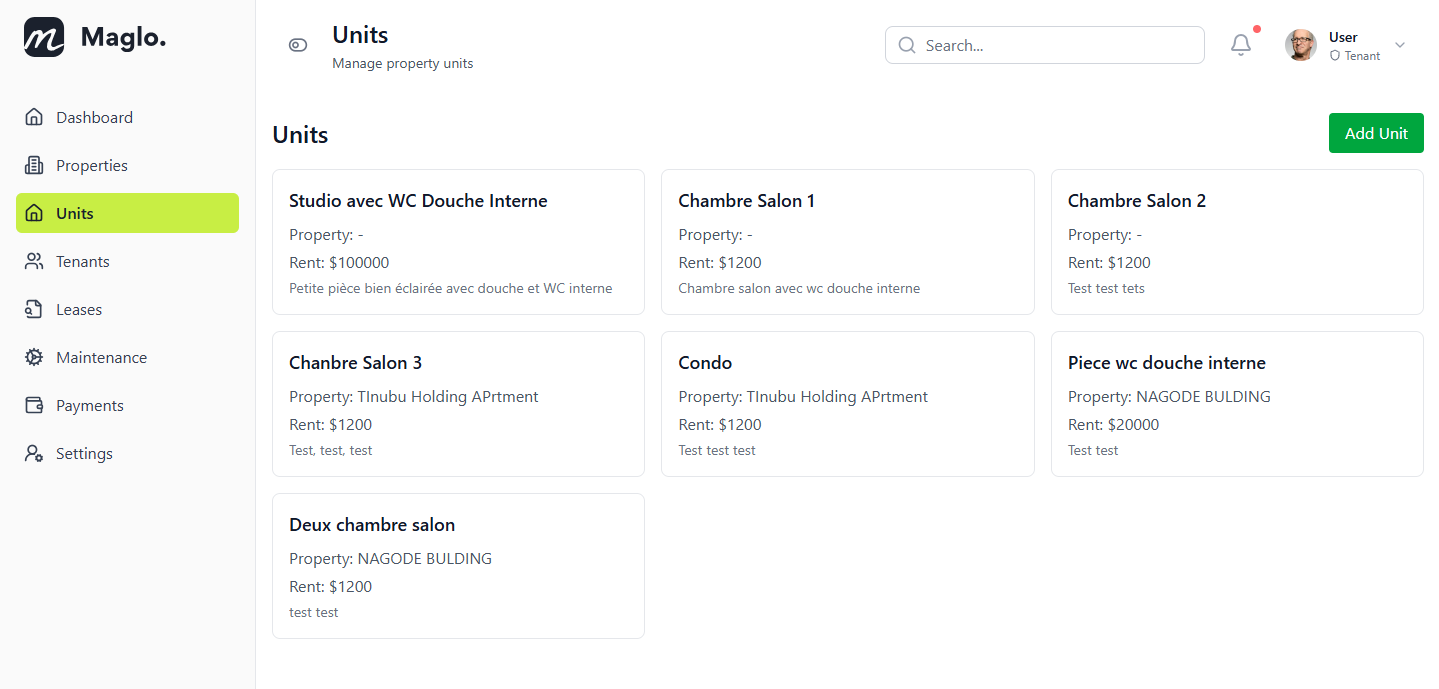 Maglo.
Dashboard
Properties
Units
Tenants
Leases
Maintenance
Payments
Settings
Units
Manage property units
Search...
User
Tenant
Units
Add Unit
Studio avec WC Douche Interne
Property: -
Rent: $100000
Petite pièce bien éclairée avec douche et WC interne
Chambre Salon 1
Property: -
Rent: $1200
Chambre salon avec wc douche interne
Chambre Salon 2
Property: -
Rent: $1200
Test test tets
Chanbre Salon 3
Property: TInubu Holding APrtment
Rent: $1200
Test, test, test
Condo
Property: TInubu Holding APrtment
Rent: $1200
Test test test
Piece wc douche interne
Property: NAGODE BULDING
Rent: $20000
Test test
Deux chambre salon
Property: NAGODE BULDING
Rent: $1200
test test